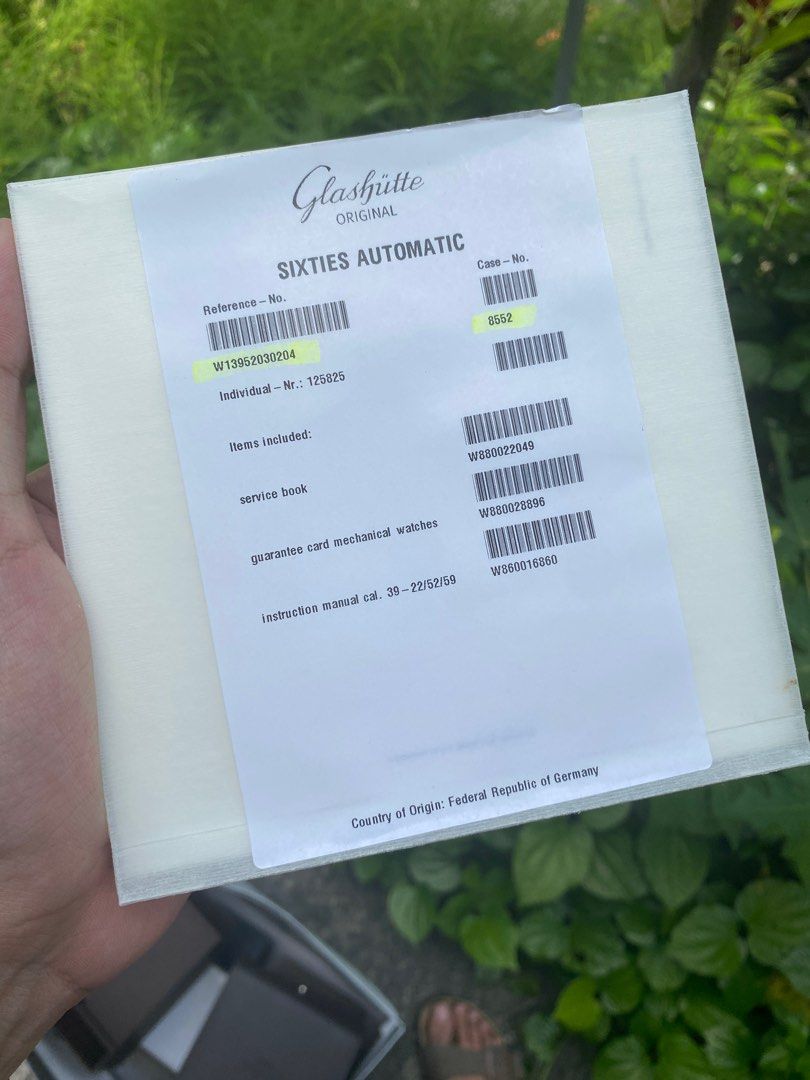 Glashütte
ORIGINAL
SIXTIES AUTOMATIC
Reference – No.
Case – No.
W13952030204
8552
Individual – Nr.: 125825
Items included:
W880022049
service book
W880028896
guarantee card mechanical watches
W860016860
instruction manual cal. 39 – 22/52/59
Country of Origin: Federal Republic of Germany